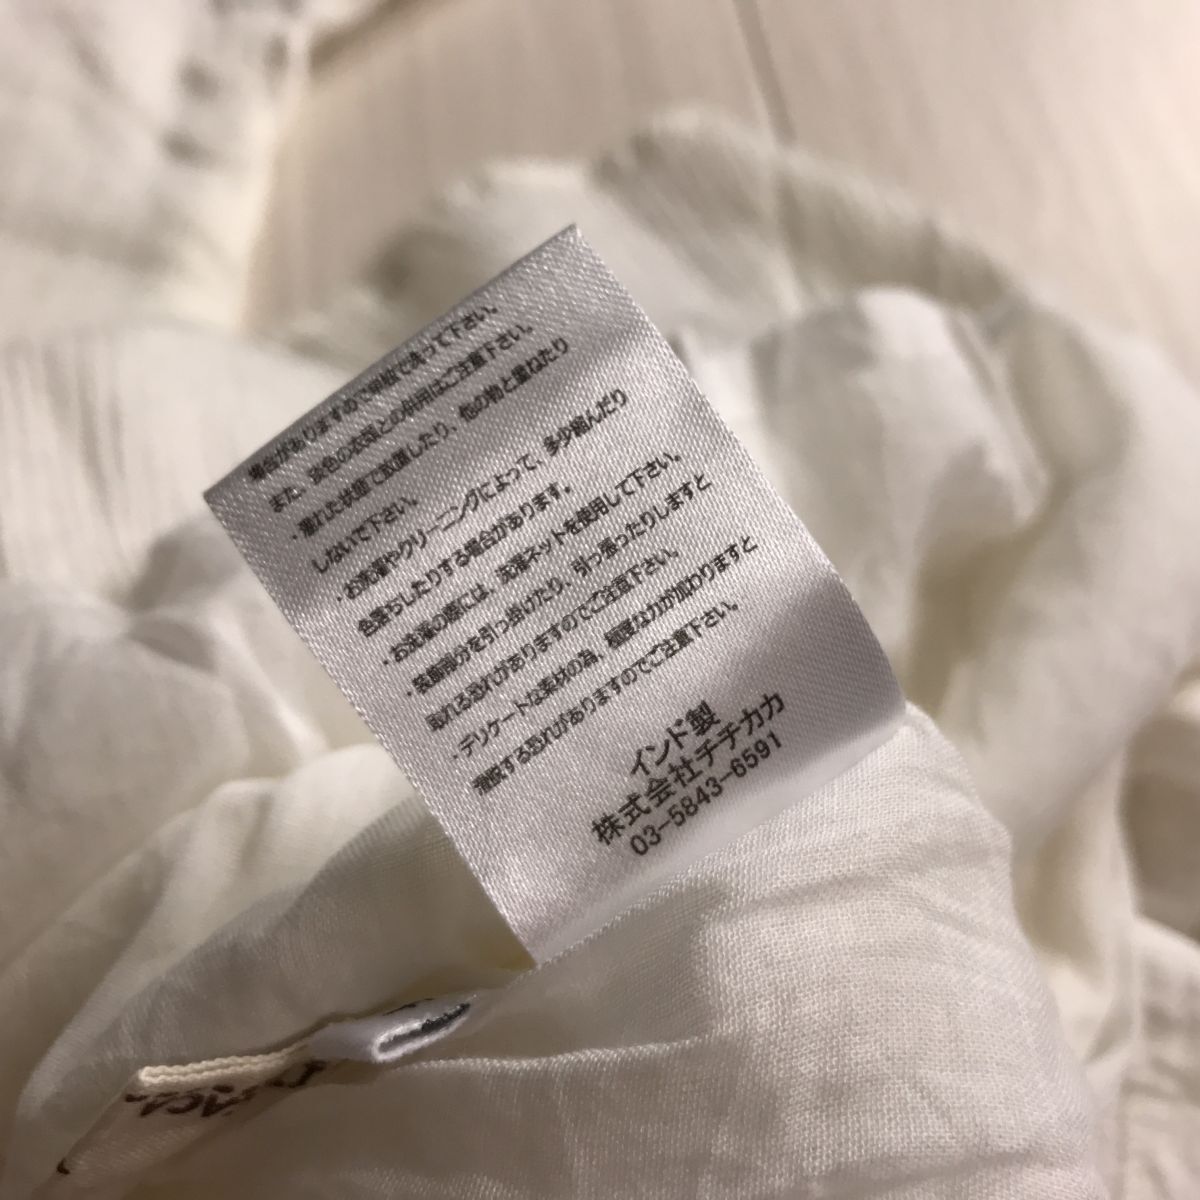 場合がありますので単独で洗って下さい。
また、淡色の衣類との併用はご注意下さい。
・濡れた状態で放置したり、他の物と重ねたり
しないで下さい。
・お洗濯やクリーニングによって、多少縮んだり
色落ちしたりする場合があります。
・お洗濯の際には、洗濯ネットを使用して下さい。
・装飾部分を引っ掛けたり、引っ張ったりしますと
取れる恐れがありますのでご注意下さい。
・デリケートな素材の為、極度な力が加わりますと
損傷する恐れがありますのでご注意下さい。
インド製
株式会社チチカカ
03-5843-6591